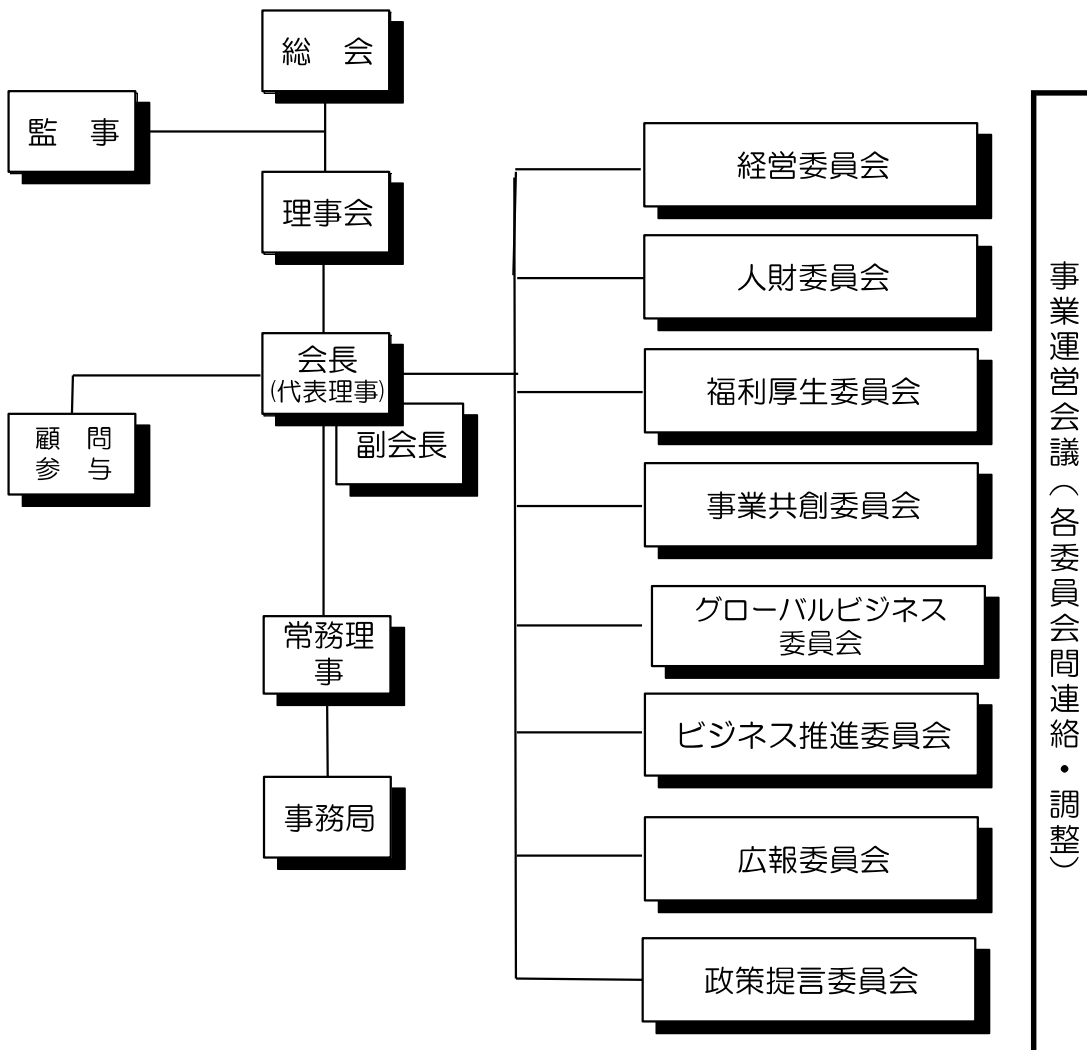 総　会
監　事
理事会
会長
(代表理事)
副会長
顧　問
参　与
常務理
事
事務局
経営委員会
人財委員会
福利厚生委員会
事業共創委員会
グローバルビジネス
委員会
ビジネス推進委員会
広報委員会
政策提言委員会
事業運営会議（各委員会間連絡・調整）